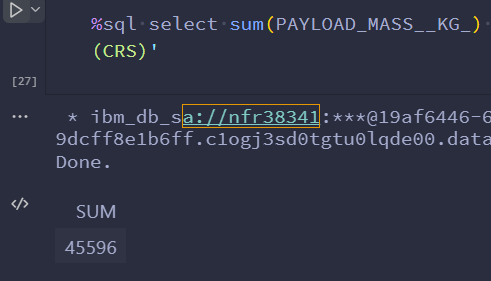 %sql select sum(PAYLOAD_MASS__KG_)
(CRS)'
[27]
* ibm_db_sa://nfr38341:***@19af6446-6
9dcff8e1b6ff.c1ogj3sd0tgtu0lqde00.data
Done.
SUM
45596